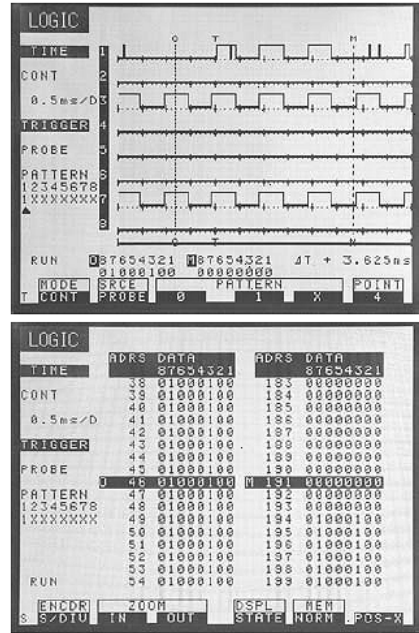 LOGIC
O T M
TIME 1
CONT 2
0.5ms/D 3
TRIGGER 4
PROBE 5
PATTERN 6
12345678
1XXXXXXX 7
8
O T M
RUN O87654321 M87654321 ΔT + 3.625ms
01000100 00000000
MODE SRCE PATTERN POINT
T CONT PROBE 0 1 X 4
LOGIC
ADRS DATA ADRS DATA
TIME 87654321 87654321
38 01000100 183 00000000
CONT 39 01000100 184 00000000
40 01000100 185 00000000
0.5ms/D 41 01000100 186 00000000
42 01000100 187 00000000
TRIGGER 43 01000100 188 00000000
44 01000100 189 00000000
PROBE 45 01000100 190 00000000
O 46 01000100 M 191 00000000
PATTERN 47 01000100 192 00000000
12345678 48 01000100 193 00000000
1XXXXXXX 49 01000100 194 01000100
50 01000100 195 01000100
51 01000100 196 01000100
52 01000100 197 01000100
53 01000100 198 01000100
RUN 54 01000100 199 01000100
ENCDR ZOOM DSPL MEM
S S/DIV IN OUT STATE NORM .POS-X